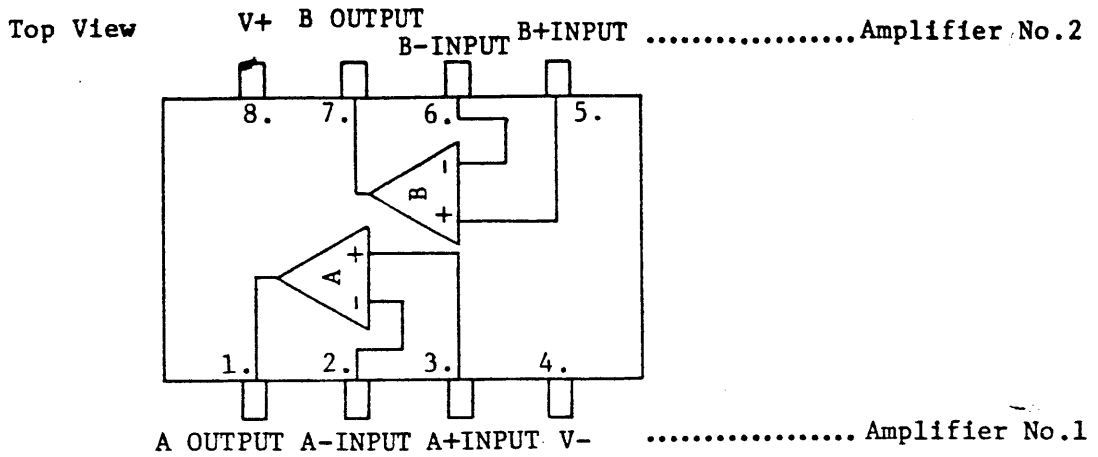 Top View V+ B OUTPUT B-INPUT B+INPUT ..................Amplifier No.2
8. 7. 6. 5.
- B +
+ A -
1. 2. 3. 4.
A OUTPUT A-INPUT A+INPUT V- ..................Amplifier No.1